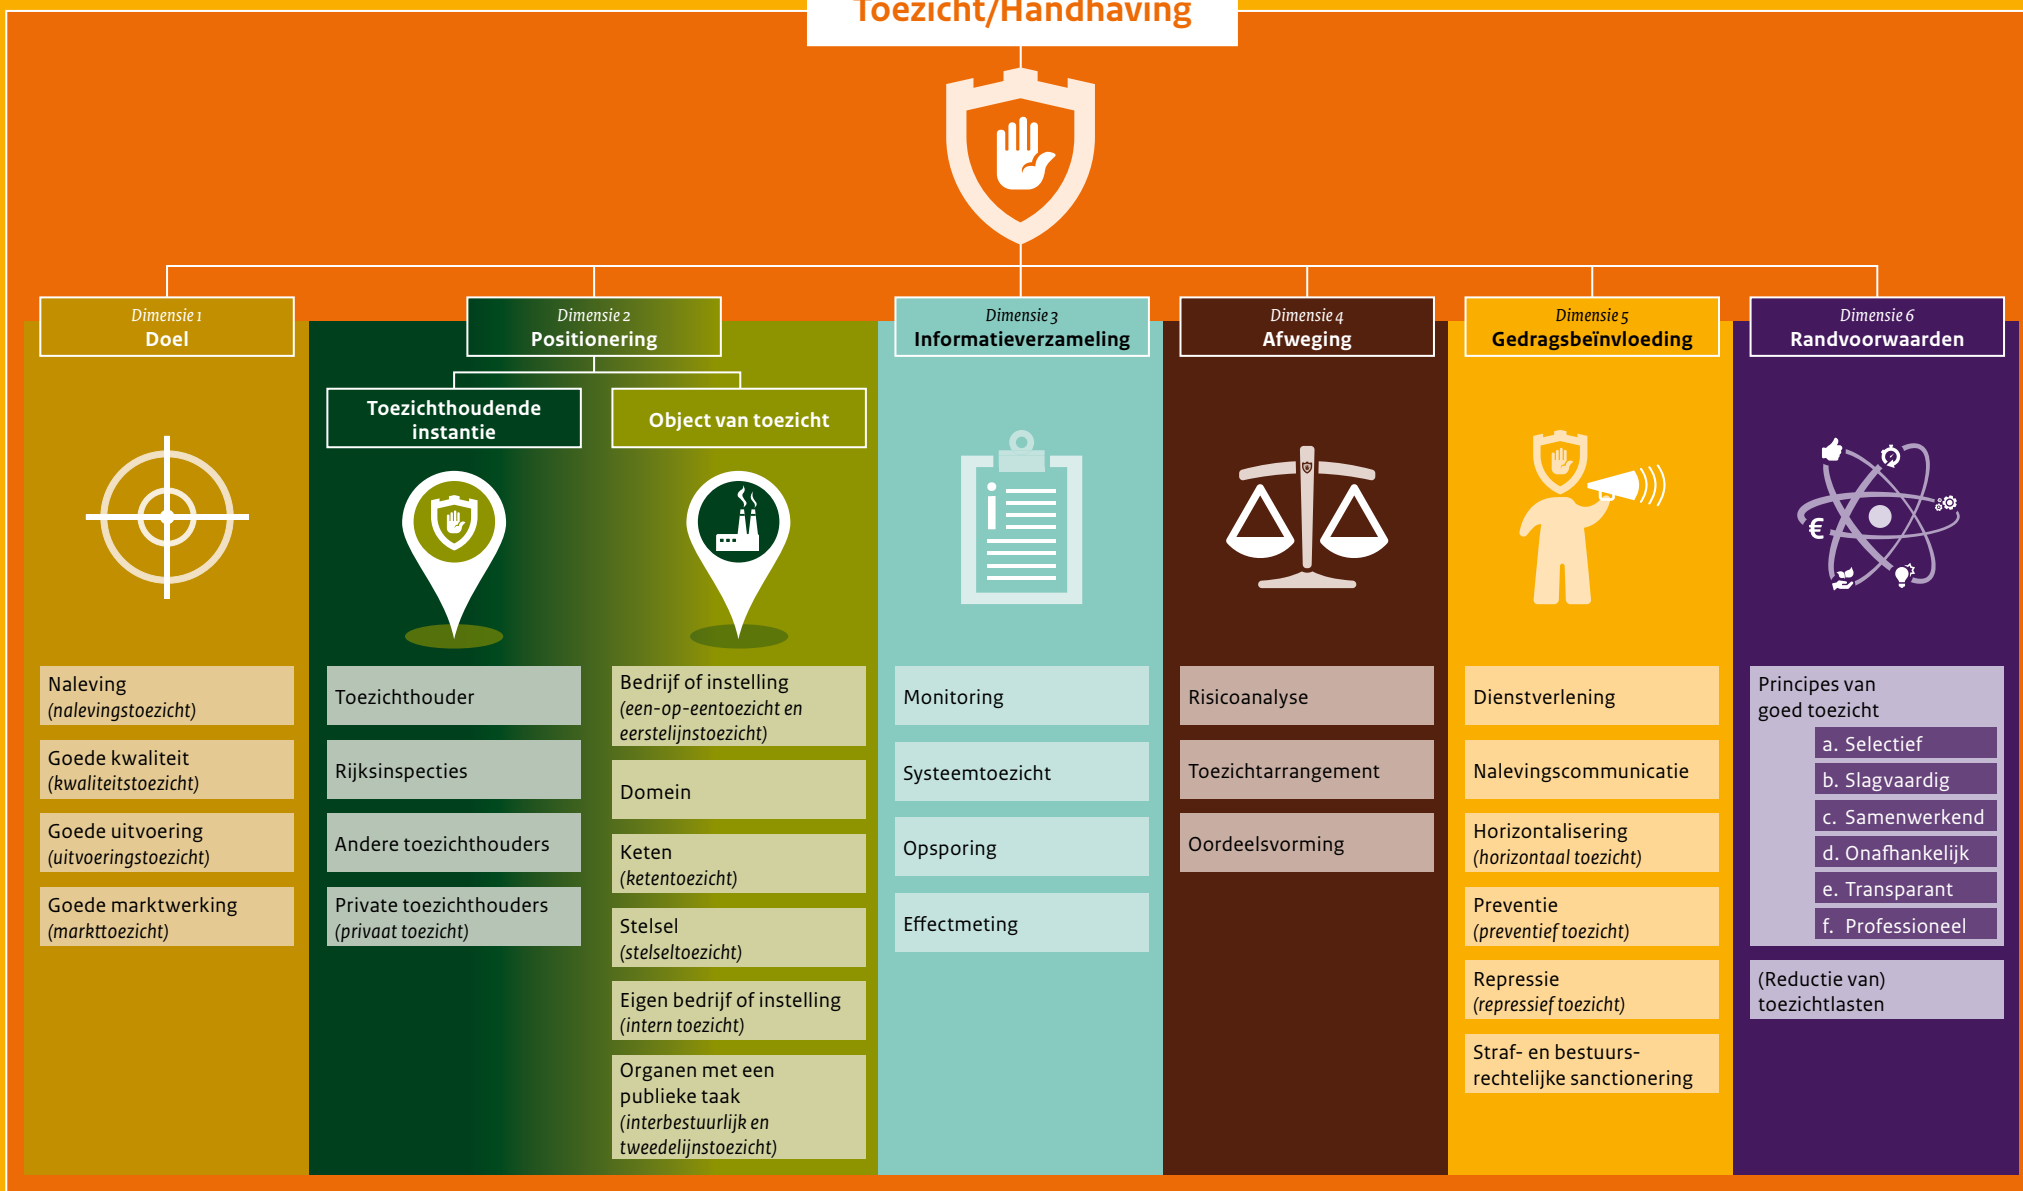 Toezicht/Handhaving
Dimensie 1
Doel
Naleving
(nalevingstoezicht)
Goede kwaliteit
(kwaliteitstoezicht)
Goede uitvoering
(uitvoeringstoezicht)
Goede marktwerking
(markttoezicht)
Dimensie 2
Positionering
Toezichthoudende
instantie
Toezichthouder
Rijksinspecties
Andere toezichthouders
Private toezichthouders
(privaat toezicht)
Object van toezicht
Bedrijf of instelling
(een-op-eentoezicht en
eerstelijnstoezicht)
Domein
Keten
(ketentoezicht)
Stelsel
(stelseltoezicht)
Eigen bedrijf of instelling
(intern toezicht)
Organen met een
publieke taak
(interbestuurlijk en
tweedelijnstoezicht)
Dimensie 3
Informatieverzameling
i
Monitoring
Systeemtoezicht
Opsporing
Effectmeting
Dimensie 4
Afweging
Risicoanalyse
Toezichtarrangement
Oordeelsvorming
Dimensie 5
Gedragsbeïnvloeding
Dienstverlening
Nalevingscommunicatie
Horizontalisering
(horizontaal toezicht)
Preventie
(preventief toezicht)
Repressie
(repressief toezicht)
Straf- en bestuurs-
rechtelijke sanctionering
Dimensie 6
Randvoorwaarden
€
Principes van
goed toezicht
a. Selectief
b. Slagvaardig
c. Samenwerkend
d. Onafhankelijk
e. Transparant
f. Professioneel
(Reductie van)
toezichtlasten